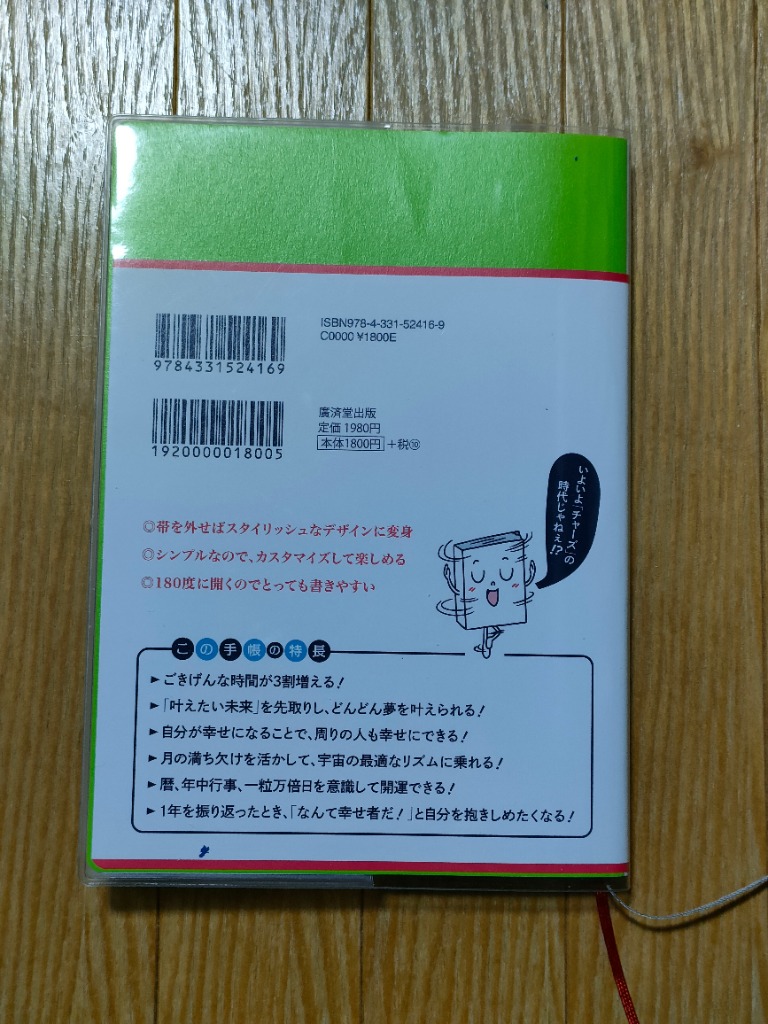 ISBN978-4-331-52416-9
C0000 ¥1800E
9784331524169
廣済堂出版
定価 1980円
本体1800円 +税⑩
1920000018005
いよいよ「チャーズ」の
時代じゃねぇ!?
◎帯を外せばスタイリッシュなデザインに変身
◎シンプルなので、カスタマイズして楽しめる
◎180度に開くのでとっても書きやすい
この手帳の特長
►ごきげんな時間が3割増える!
►「叶えたい未来」を先取りし、どんどん夢を叶えられる!
►自分が幸せになることで、周りの人も幸せにできる!
►月の満ち欠けを活かして、宇宙の最適なリズムに乗れる!
►暦、年中行事、一粒万倍日を意識して開運できる!
►1年を振り返ったとき、「なんて幸せ者だ!」と自分を抱きしめたくなる!